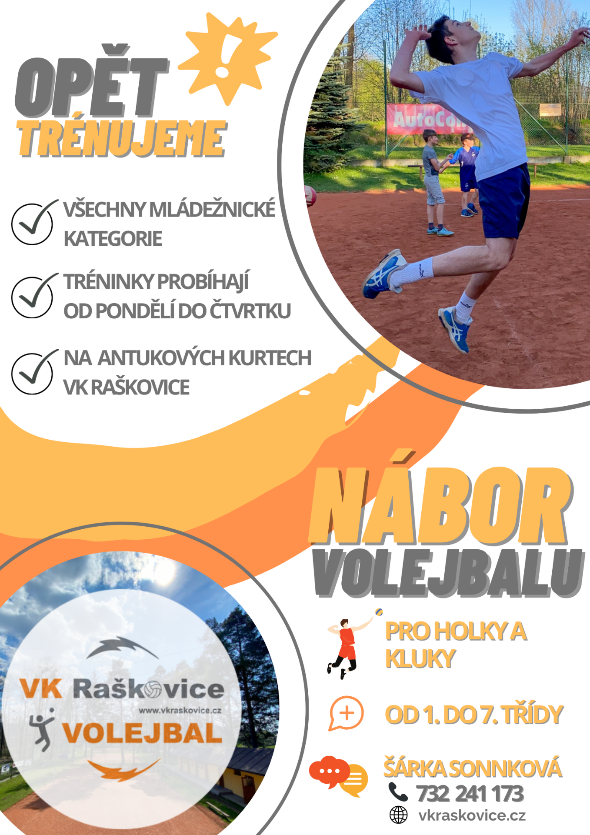 OPĚT
TRÉNUJEME
VŠECHNY MLÁDEŽNICKÉ
KATEGORIE
TRÉNINKY PROBÍHAJÍ
OD PONDĚLÍ DO ČTVRTKU
NA ANTUKOVÝCH KURTECH
VK RAŠKOVICE
NÁBOR
VOLEJBALU
PRO HOLKY A
KLUKY
OD 1. DO 7. TŘÍDY
ŠÁRKA SONNKOVÁ
732 241 173
vkraskovice.cz
VK Raškovice
www.vkraskovice.cz
VOLEJBAL